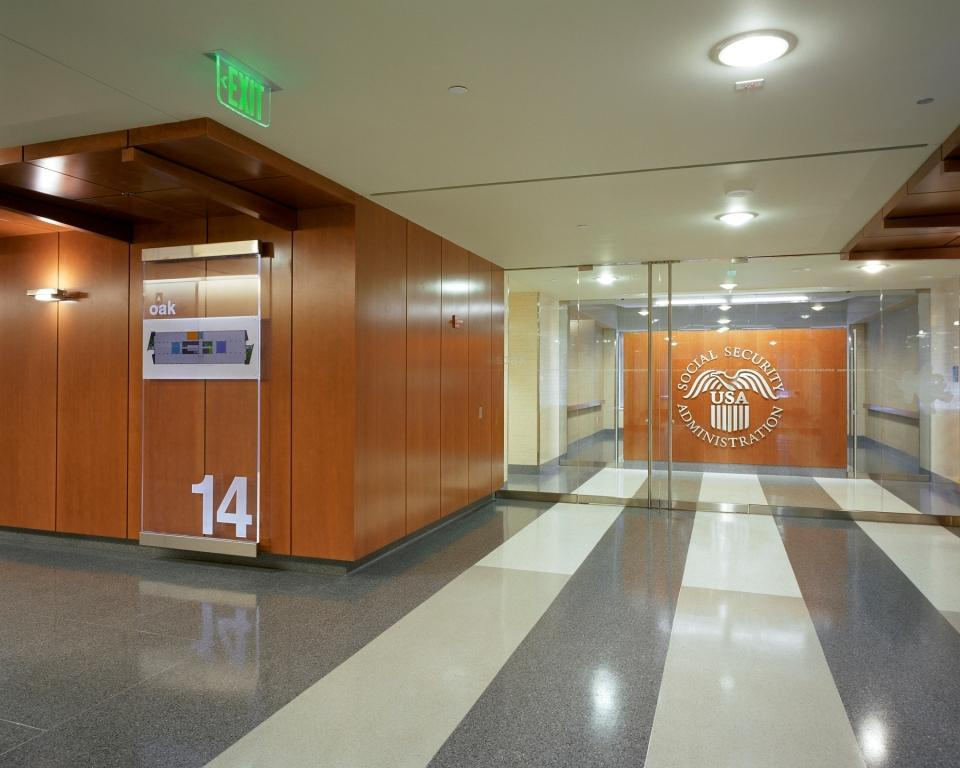 <EXIT
oak
14
SOCIAL SECURITY
USA
ADMINISTRATION